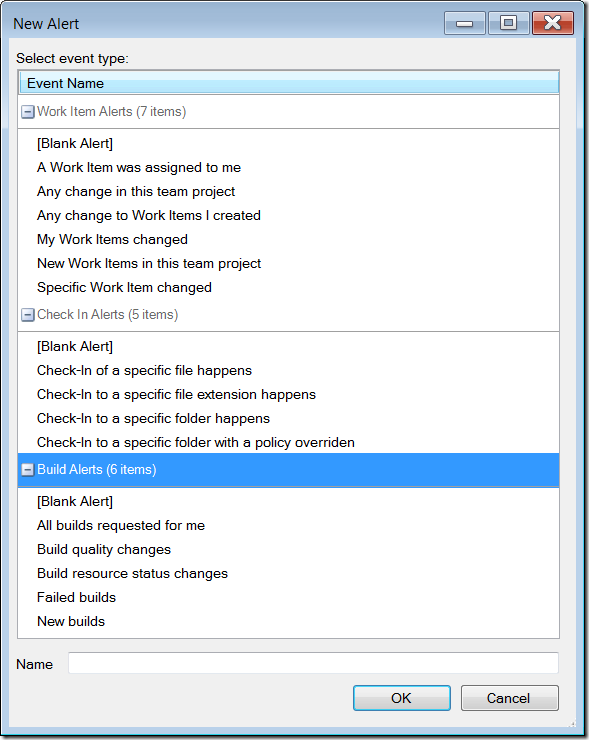 New Alert
Select event type:
Event Name
Work Item Alerts (7 items)
[Blank Alert]
A Work Item was assigned to me
Any change in this team project
Any change to Work Items I created
My Work Items changed
New Work Items in this team project
Specific Work Item changed
Check In Alerts (5 items)
[Blank Alert]
Check-In of a specific file happens
Check-In to a specific file extension happens
Check-In to a specific folder happens
Check-In to a specific folder with a policy overriden
Build Alerts (6 items)
[Blank Alert]
All builds requested for me
Build quality changes
Build resource status changes
Failed builds
New builds
Name
OK Cancel